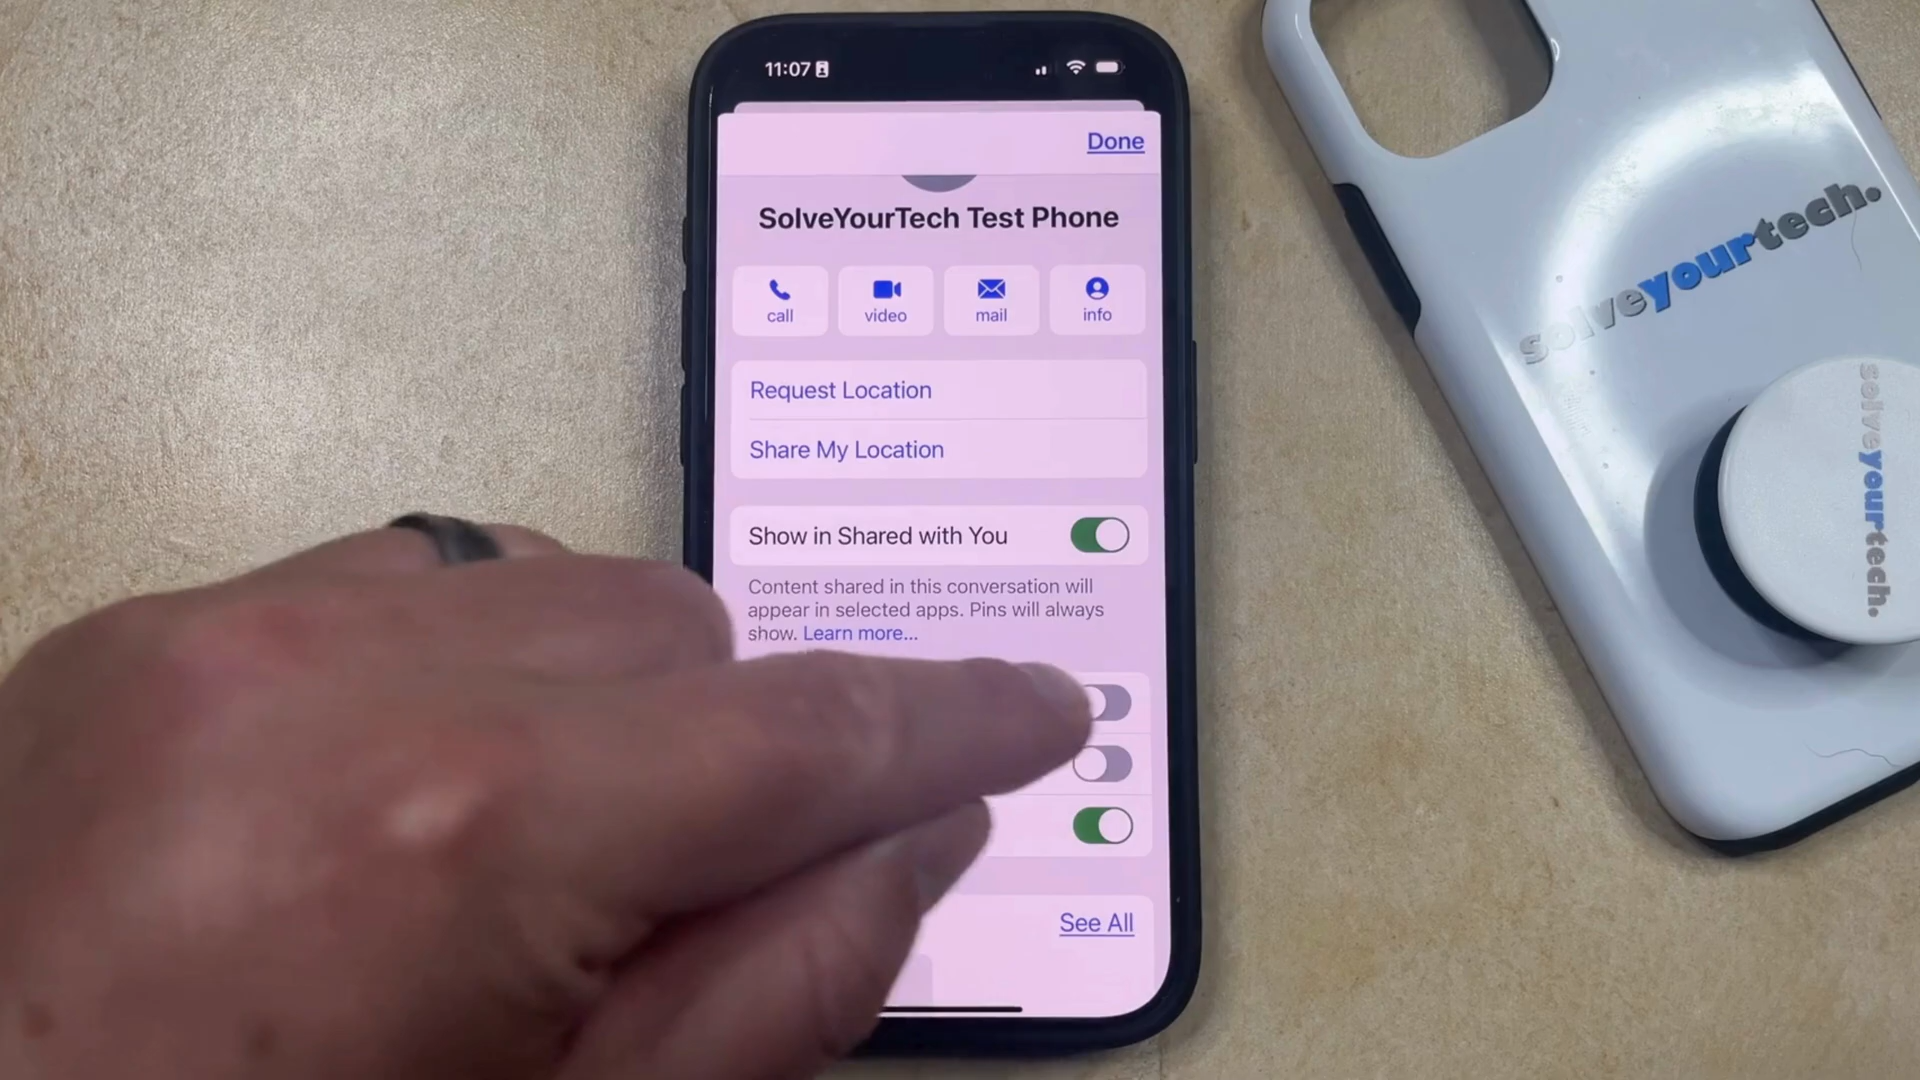 11:07
Done
SolveYourTech Test Phone
call
video
mail
info
Request Location
Share My Location
Show in Shared with You
Content shared in this conversation will
appear in selected apps. Pins will always
show. Learn more...
See All
solveyourtech.
solveyourtech.